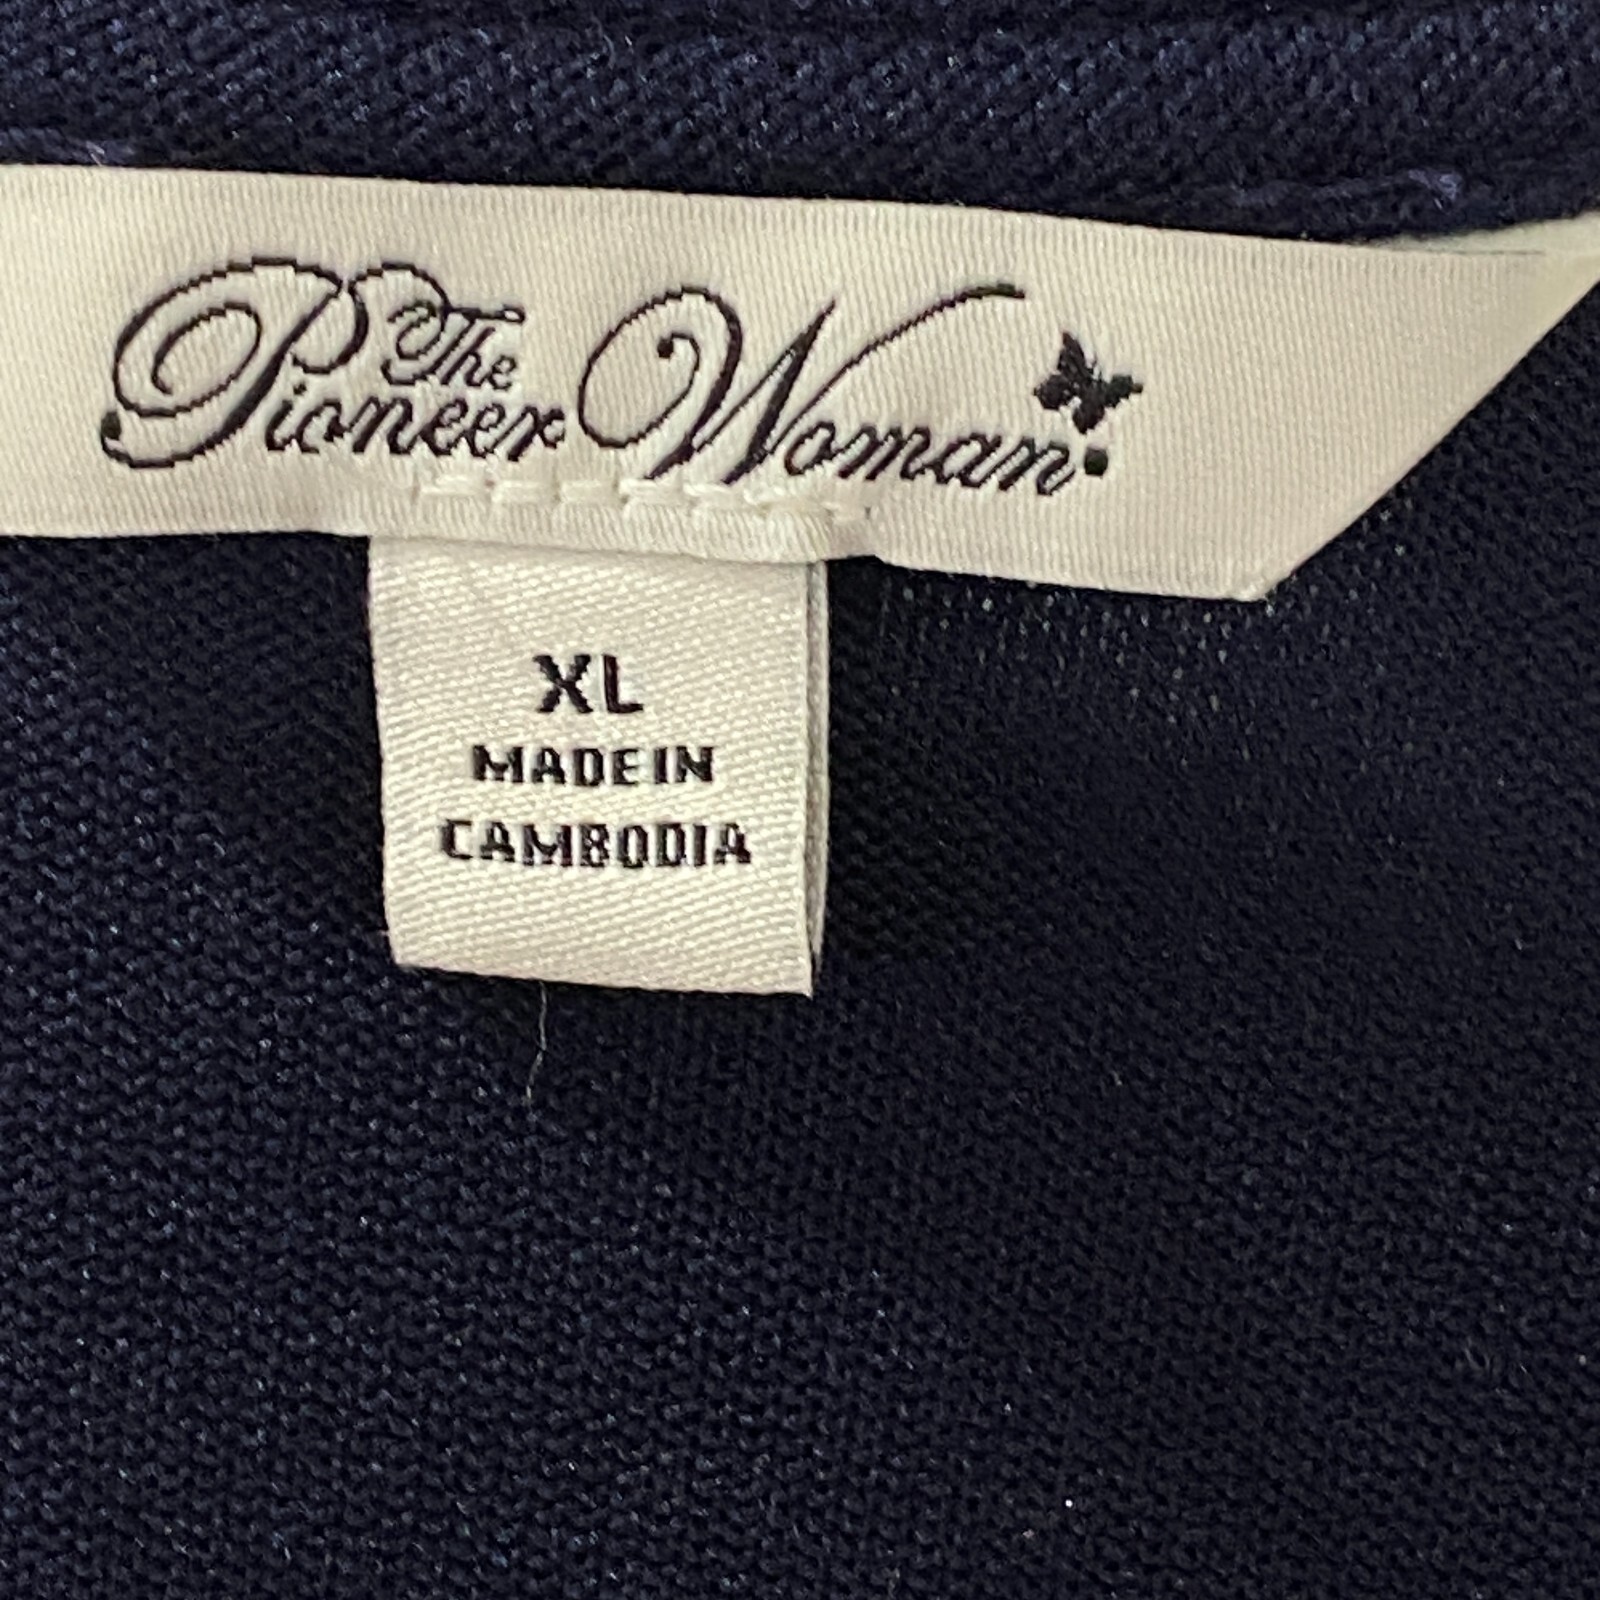 The
Pioneer Woman
XL
MADE IN
CAMBODIA